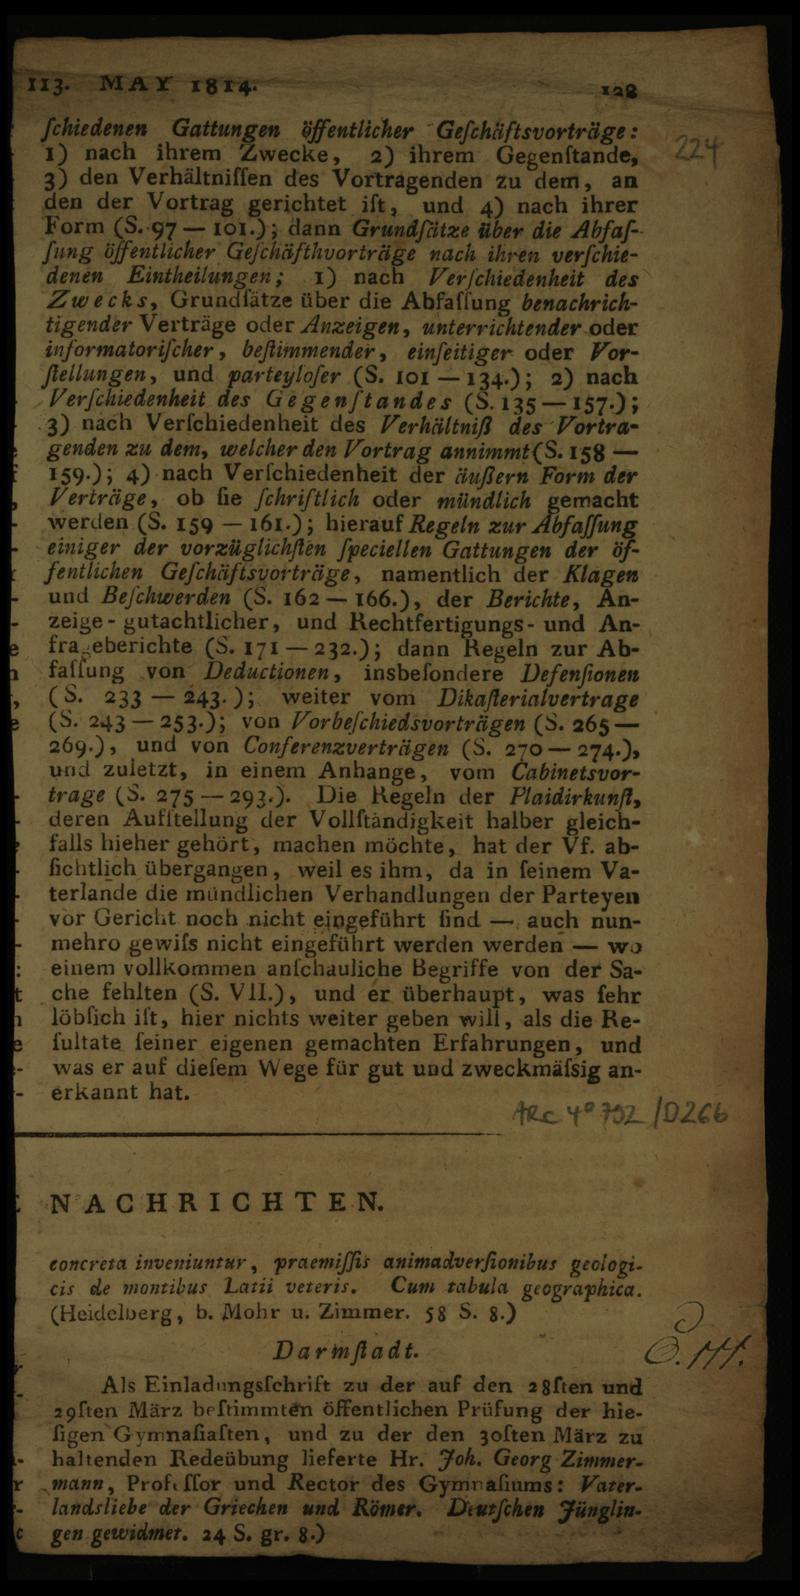 113. MAY 1814. 128
ſchiedenen Gattungen öffentlicher Geſchäftsvorträge:
1) nach ihrem Zwecke, 2) ihrem Gegenſtande,
3) den Verhältniſſen des Vortragenden zu dem, an
den der Vortrag gerichtet iſt, und 4) nach ihrer
Form (S. 97 — 101.); dann Grundſätze über die Abfaſ-
ſung öffentlicher Geſchäfthvorträge nach ihren verſchie-
denen Eintheilungen; 1) nach Verſchiedenheit des
Zwecks, Grundſätze über die Abfaſſung benachrich-
tigender Verträge oder Anzeigen, unterrichtender oder
informatoriſcher, beſtimmender, einſeitiger oder Vor-
ſtellungen, und parteyloſer (S. 101 — 134.); 2) nach
Verſchiedenheit des Gegenſtandes (S. 135 — 157.);
3) nach Verſchiedenheit des Verhältniß des Vortra-
genden zu dem, welcher den Vortrag annimmt (S. 158 —
159.); 4) nach Verſchiedenheit der äußern Form der
Verträge, ob ſie ſchriftlich oder mündlich gemacht
werden (S. 159 — 161.); hierauf Regeln zur Abfaſſung
einiger der vorzüglichſten ſpeciellen Gattungen der öf-
fentlichen Geſchäftsvorträge, namentlich der Klagen
und Beſchwerden (S. 162 — 166.), der Berichte, An-
zeige- gutachtlicher, und Rechtfertigungs- und An-
frageberichte (S. 171 — 232.); dann Regeln zur Ab-
faſſung von Deductionen, insbeſondere Defenſionen
(S. 233 — 243.); weiter vom Dikaſterialvertrage
(S. 243 — 253.); von Vorbeſchiedsvorträgen (S. 265 —
269.), und von Conferenzverträgen (S. 270 — 274.),
und zuletzt, in einem Anhange, vom Cabinetsvor-
trage (S. 275 — 293.). Die Regeln der Plaidirkunſt,
deren Aufſtellung der Vollſtändigkeit halber gleich-
falls hieher gehört, machen möchte, hat der Vf. ab-
ſichtlich übergangen, weil es ihm, da in ſeinem Va-
terlande die mündlichen Verhandlungen der Parteyen
vor Gericht noch nicht eingeführt ſind — auch nun-
mehro gewiſs nicht eingeführt werden werden — wo
einem vollkommen anſchauliche Begriffe von der Sa-
che fehlten (S. VII.), und er überhaupt, was ſehr
löblich iſt, hier nichts weiter geben will, als die Re-
ſultate ſeiner eigenen gemachten Erfahrungen, und
was er auf dieſem Wege für gut und zweckmäſsig an-
erkannt hat.
224
ARc 4° 792 /D266
NACHRICHTEN.
concreta inveniuntur, praemiſſis animadverſionibus geologi-
cis de montibus Latii veteris. Cum tabula geographica.
(Heidelberg, b. Mohr u. Zimmer. 58 S. 8.)
Darmſtadt.
Als Einladungsſchrift zu der auf den 28ſten und
29ſten März beſtimmten öffentlichen Prüfung der hie-
ſigen Gymnaſiaſten, und zu der den 30ſten März zu
haltenden Redeübung lieferte Hr. Joh. Georg Zimmer-
mann, Profeſſor und Rector des Gymnaſiums: Vater-
landsliebe der Griechen und Römer. Deutſchen Jünglin-
gen gewidmet. 24 S. gr. 8.)